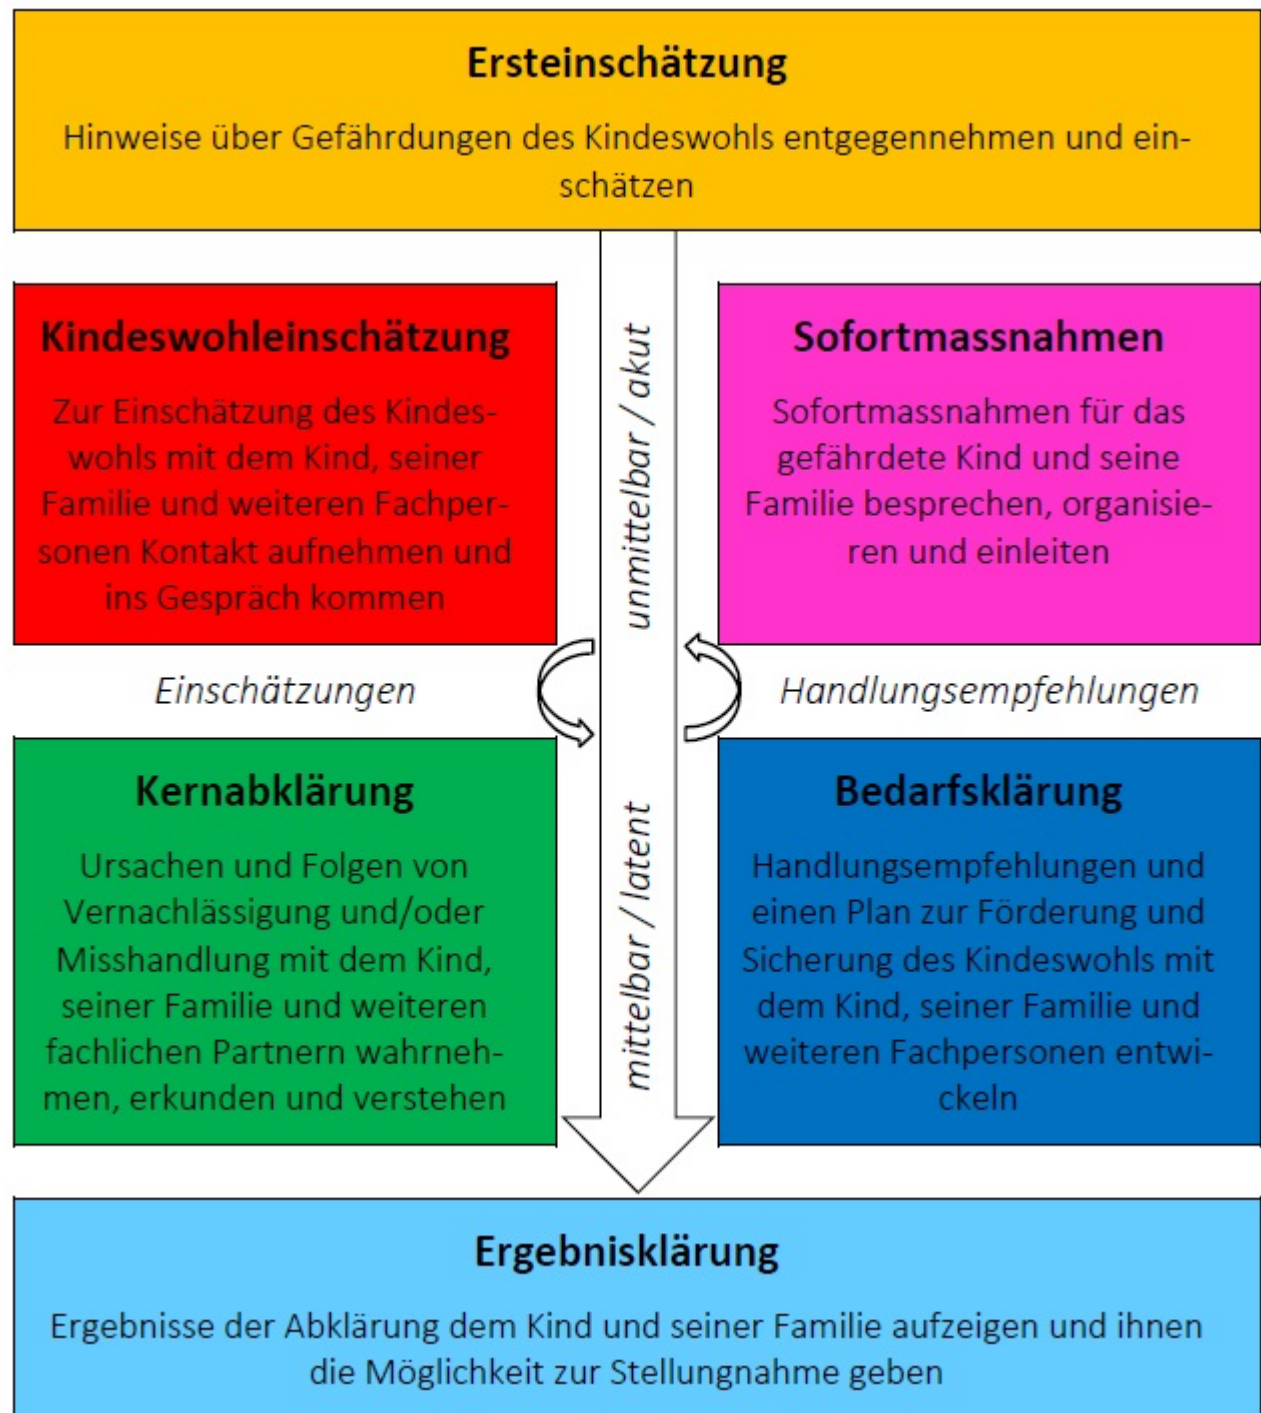 Ersteinschätzung
Hinweise über Gefährdungen des Kindeswohls entgegennehmen und ein-
schätzen
Kindeswohleinschätzung
Zur Einschätzung des Kindes-
wohls mit dem Kind, seiner
Familie und weiteren Fachper-
sonen Kontakt aufnehmen und
ins Gespräch kommen
unmittelbar / akut
Sofortmassnahmen
Sofortmassnahmen für das
gefährdete Kind und seine
Familie besprechen, organisie-
ren und einleiten
Einschätzungen
Handlungsempfehlungen
Kernabklärung
Ursachen und Folgen von
Vernachlässigung und/oder
Misshandlung mit dem Kind,
seiner Familie und weiteren
fachlichen Partnern wahrneh-
men, erkunden und verstehen
mittelbar / latent
Bedarfsklärung
Handlungsempfehlungen und
einen Plan zur Förderung und
Sicherung des Kindeswohls mit
dem Kind, seiner Familie und
weiteren Fachpersonen entwi-
ckeln
Ergebnisklärung
Ergebnisse der Abklärung dem Kind und seiner Familie aufzeigen und ihnen
die Möglichkeit zur Stellungnahme geben